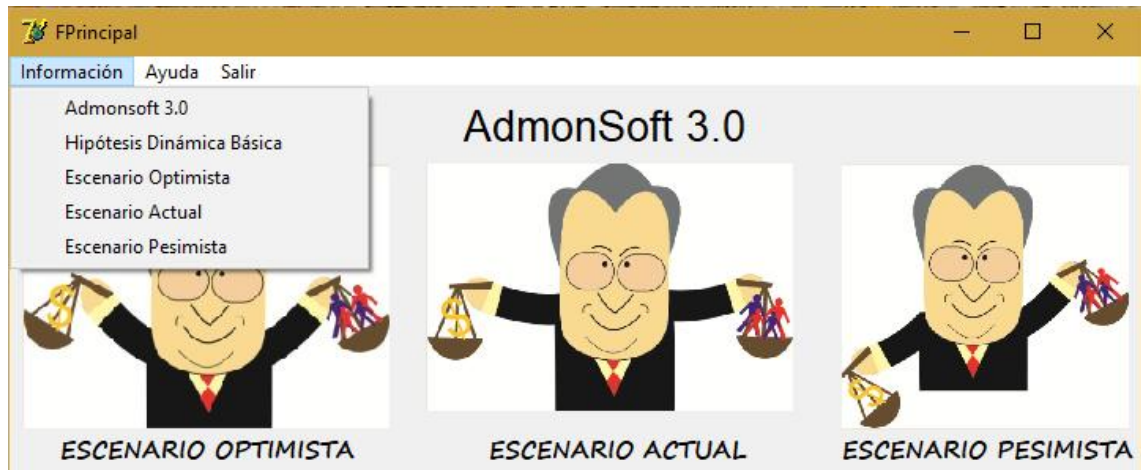 FPrincipal
Información Ayuda Salir
Admonsoft 3.0
Hipótesis Dinámica Básica
Escenario Optimista
Escenario Actual
Escenario Pesimista
AdmonSoft 3.0
$ $ $
ESCENARIO OPTIMISTA ESCENARIO ACTUAL ESCENARIO PESIMISTA